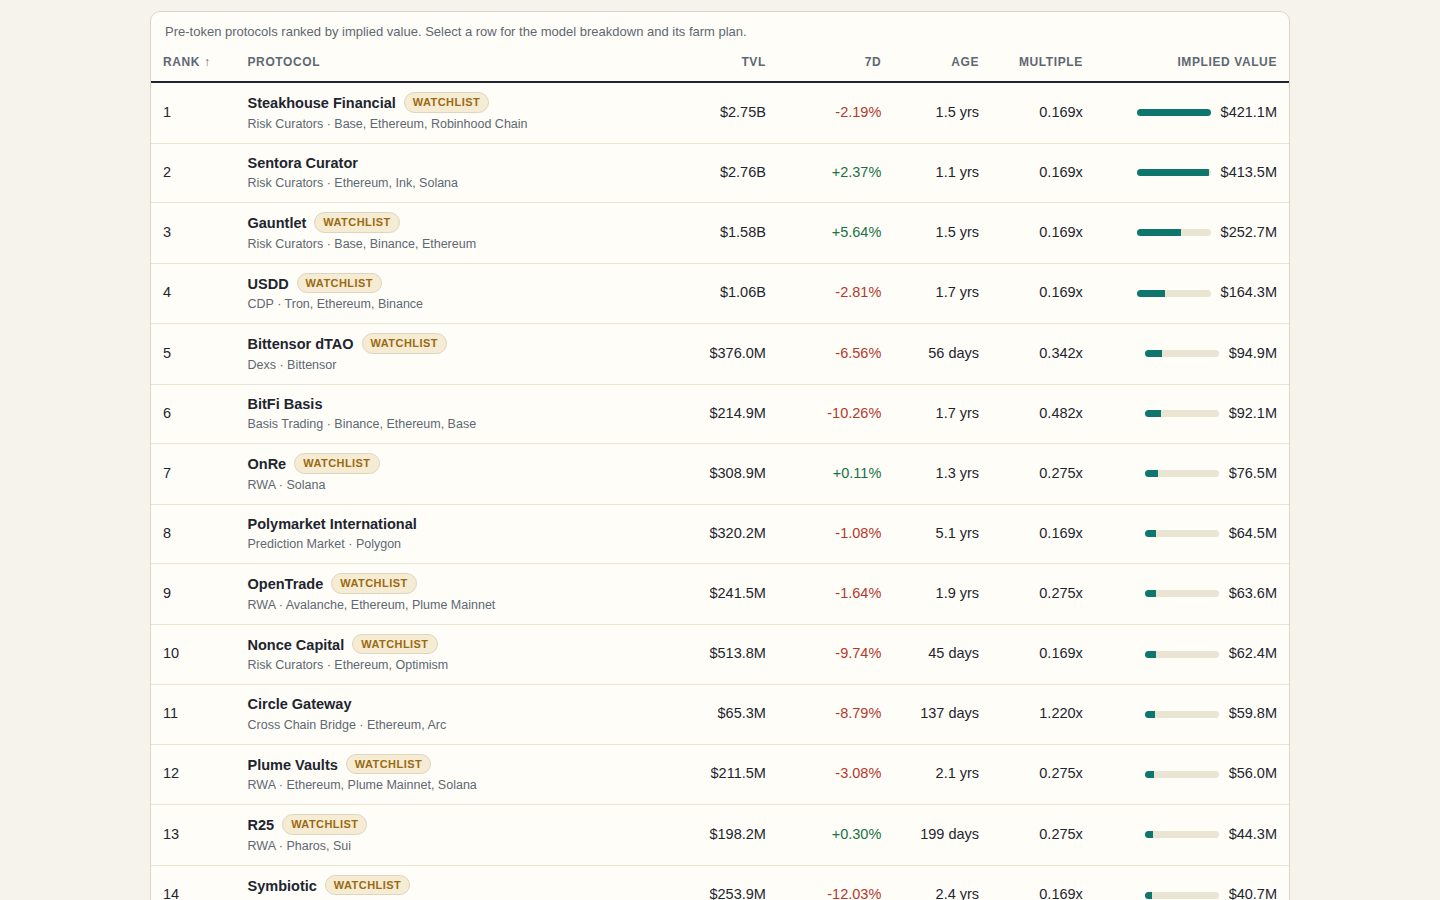 Pre-token protocols ranked by implied value. Select a row for the model breakdown and its farm plan.
RANK ↑ PROTOCOL TVL 7D AGE MULTIPLE IMPLIED VALUE
1 Steakhouse Financial WATCHLIST $2.75B -2.19% 1.5 yrs 0.169x $421.1M
Risk Curators · Base, Ethereum, Robinhood Chain
2 Sentora Curator $2.76B +2.37% 1.1 yrs 0.169x $413.5M
Risk Curators · Ethereum, Ink, Solana
3 Gauntlet WATCHLIST $1.58B +5.64% 1.5 yrs 0.169x $252.7M
Risk Curators · Base, Binance, Ethereum
4 USDD WATCHLIST $1.06B -2.81% 1.7 yrs 0.169x $164.3M
CDP · Tron, Ethereum, Binance
5 Bittensor dTAO WATCHLIST $376.0M -6.56% 56 days 0.342x $94.9M
Dexs · Bittensor
6 BitFi Basis $214.9M -10.26% 1.7 yrs 0.482x $92.1M
Basis Trading · Binance, Ethereum, Base
7 OnRe WATCHLIST $308.9M +0.11% 1.3 yrs 0.275x $76.5M
RWA · Solana
8 Polymarket International $320.2M -1.08% 5.1 yrs 0.169x $64.5M
Prediction Market · Polygon
9 OpenTrade WATCHLIST $241.5M -1.64% 1.9 yrs 0.275x $63.6M
RWA · Avalanche, Ethereum, Plume Mainnet
10 Nonce Capital WATCHLIST $513.8M -9.74% 45 days 0.169x $62.4M
Risk Curators · Ethereum, Optimism
11 Circle Gateway $65.3M -8.79% 137 days 1.220x $59.8M
Cross Chain Bridge · Ethereum, Arc
12 Plume Vaults WATCHLIST $211.5M -3.08% 2.1 yrs 0.275x $56.0M
RWA · Ethereum, Plume Mainnet, Solana
13 R25 WATCHLIST $198.2M +0.30% 199 days 0.275x $44.3M
RWA · Pharos, Sui
14 Symbiotic WATCHLIST $253.9M -12.03% 2.4 yrs 0.169x $40.7M